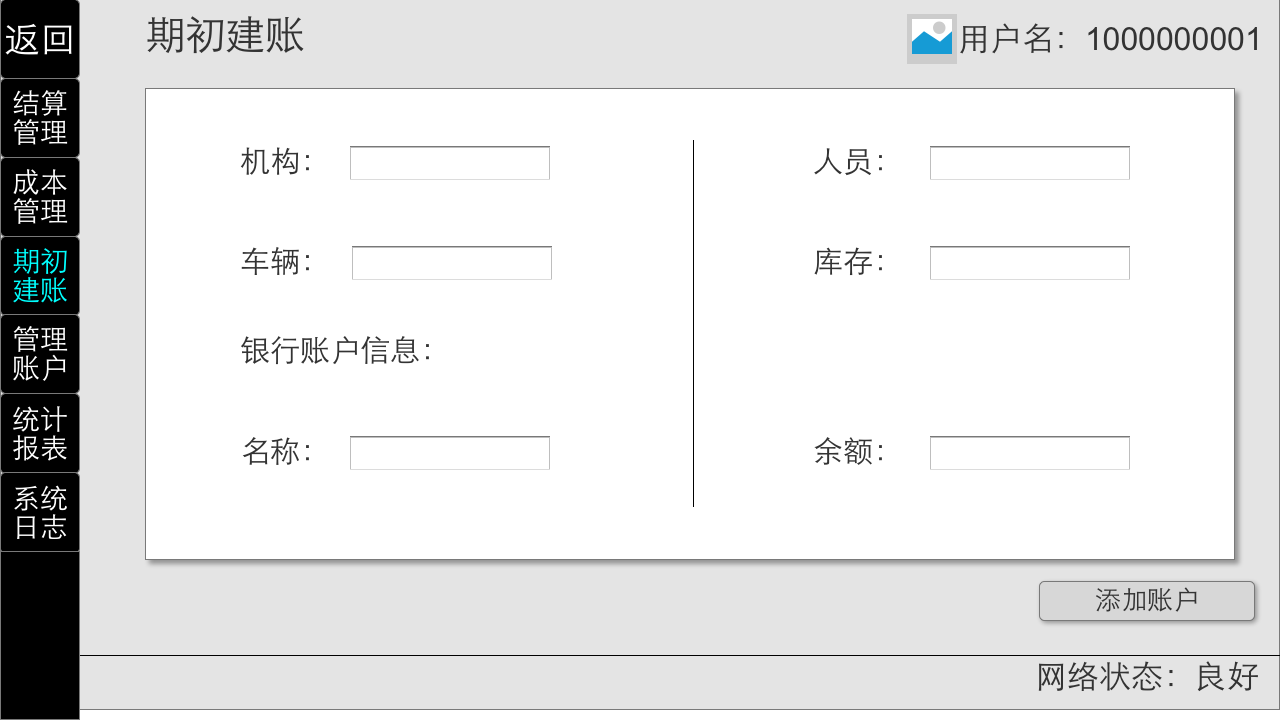 返回
结算
管理
成本
管理
期初
建账
管理
账户
统计
报表
系统
日志
期初建账
用户名：1000000001
机构：
人员：
车辆：
库存：
银行账户信息：
名称：
余额：
添加账户
网络状态：良好